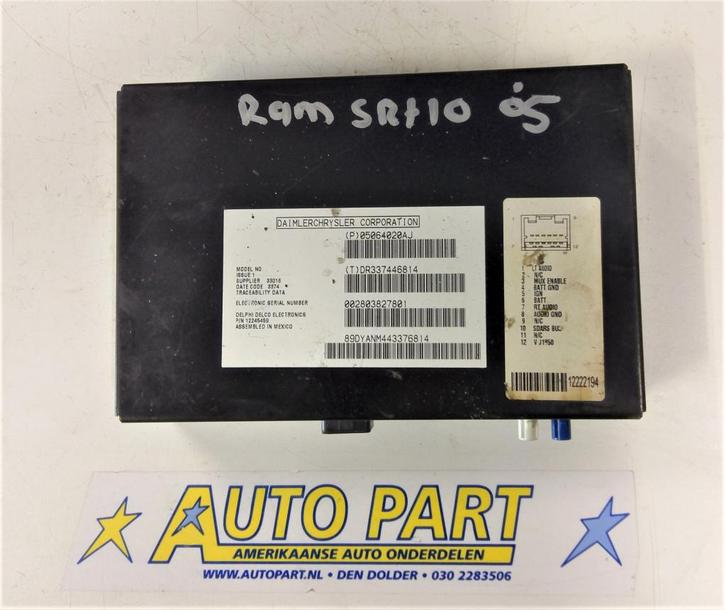 Ram SRt10 05
DAIMLERCHRYSLER CORPORATION
(P)05064020AJ
(T)DR337446814
MODEL NO.
ISSUE 1
SUPPLIER 33016
DATE CODE 3374
TRACEABILITY DATA
ELECTRONIC SERIAL NUMBER
002803827801
DELPHI DELCO ELECTRONICS
P/N 12245450
ASSEMBLED IN MEXICO
89DYANM443376814
1 LT AUDIO
2 N/C
3 MUX ENABLE
4 BATT GND
5 IGN
6 BATT
7 RT AUDIO
8 AUDIO GND
9 N/C
10 SDARS BUS
11 N/C
12 J1850
12222194
AUTO PART
AMERIKAANSE AUTO ONDERDELEN
WWW.AUTOPART.NL • DEN DOLDER • 030 2283506